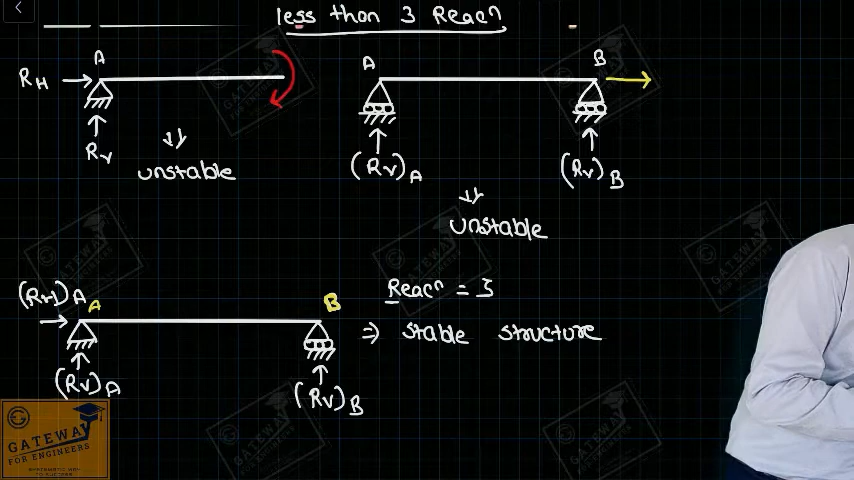 less than 3 Reacn
A
RH
Rv
unstable
A
B
(Rv)A
(Rv)B
unstable
(RH)A
A
B
(Rv)A
(Rv)B
Reacn = 3
⇒ stable structure
GATEWAY
FOR ENGINEERS